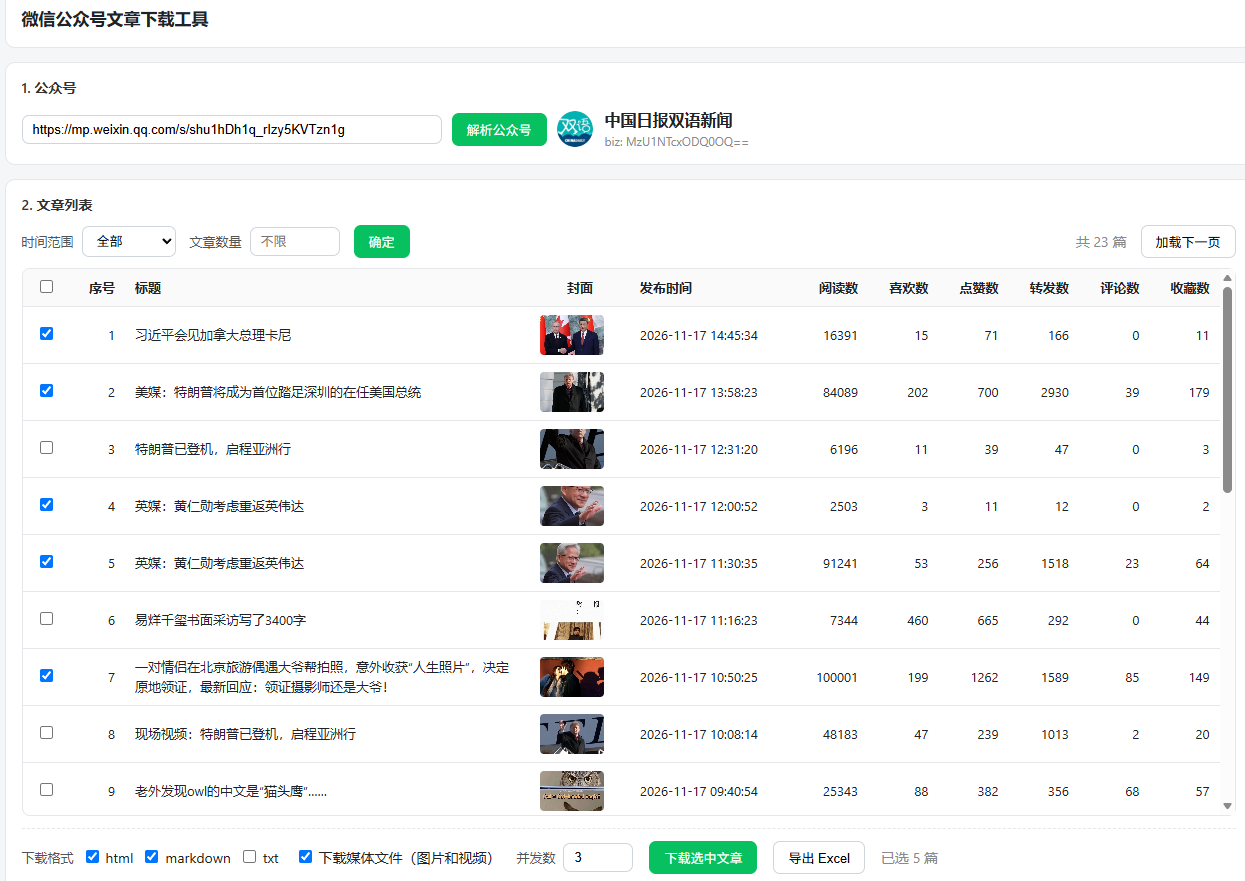 微信公众号文章下载工具
1. 公众号
https://mp.weixin.qq.com/s/shu1hDh1q_rIzy5KVTzn1g 解析公众号 双语 中国日报双语新闻
biz: MzU1NTcxODQ0OQ==
2. 文章列表
时间范围 全部 文章数量 不限 确定 共 23 篇 加载下一页
序号 标题 封面 发布时间 阅读数 喜欢数 点赞数 转发数 评论数 收藏数
1 习近平会见加拿大总理卡尼 2026-11-17 14:45:34 16391 15 71 166 0 11
2 美媒：特朗普将成为首位踏足深圳的在任美国总统 2026-11-17 13:58:23 84089 202 700 2930 39 179
3 特朗普已登机，启程亚洲行 2026-11-17 12:31:20 6196 11 39 47 0 3
4 英媒：黄仁勋考虑重返英伟达 2026-11-17 12:00:52 2503 3 11 12 0 2
5 英媒：黄仁勋考虑重返英伟达 2026-11-17 11:30:35 91241 53 256 1518 23 64
6 易烊千玺书面采访写了3400字 2026-11-17 11:16:23 7344 460 665 292 0 44
7 一对情侣在北京旅游偶遇大爷帮拍照，意外收获“人生照片”，决定
原地领证，最新回应：领证摄影师还是大爷！ 2026-11-17 10:50:25 100001 199 1262 1589 85 149
8 现场视频：特朗普已登机，启程亚洲行 2026-11-17 10:08:14 48183 47 239 1013 2 20
9 老外发现owl的中文是“猫头鹰”...... 2026-11-17 09:40:54 25343 88 382 356 68 57
下载格式 html markdown txt 下载媒体文件（图片和视频） 并发数 3 下载选中文章 导出 Excel 已选 5 篇